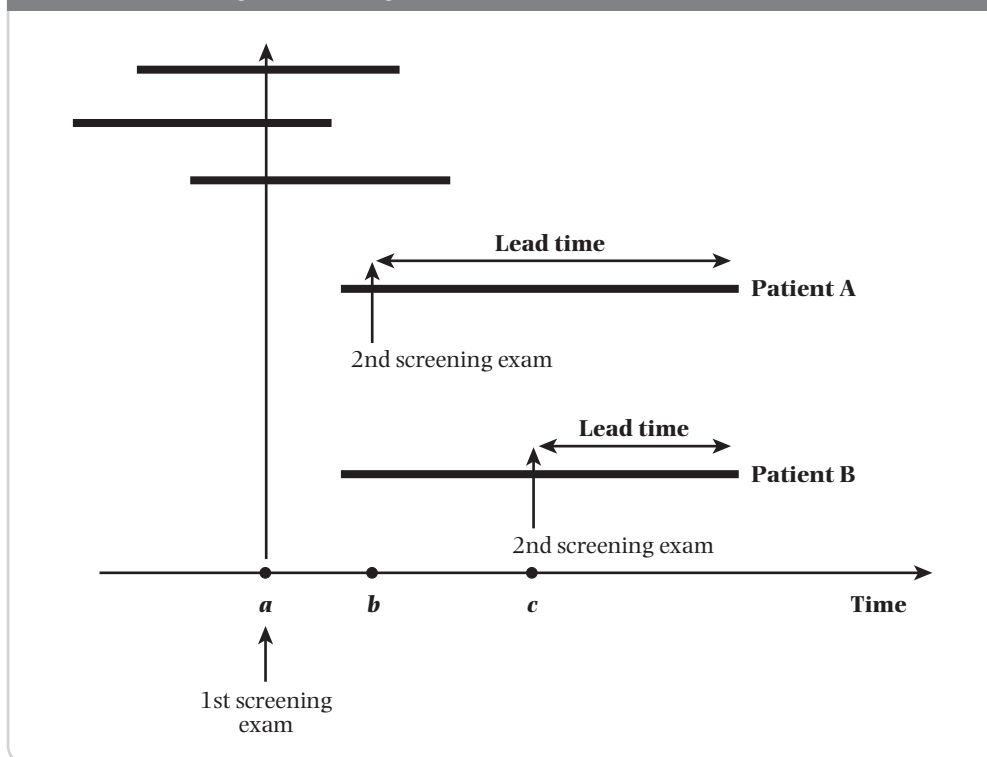 Lead time
Patient A
2nd screening exam
Lead time
Patient B
2nd screening exam
a
b
c
Time
1st screening
exam